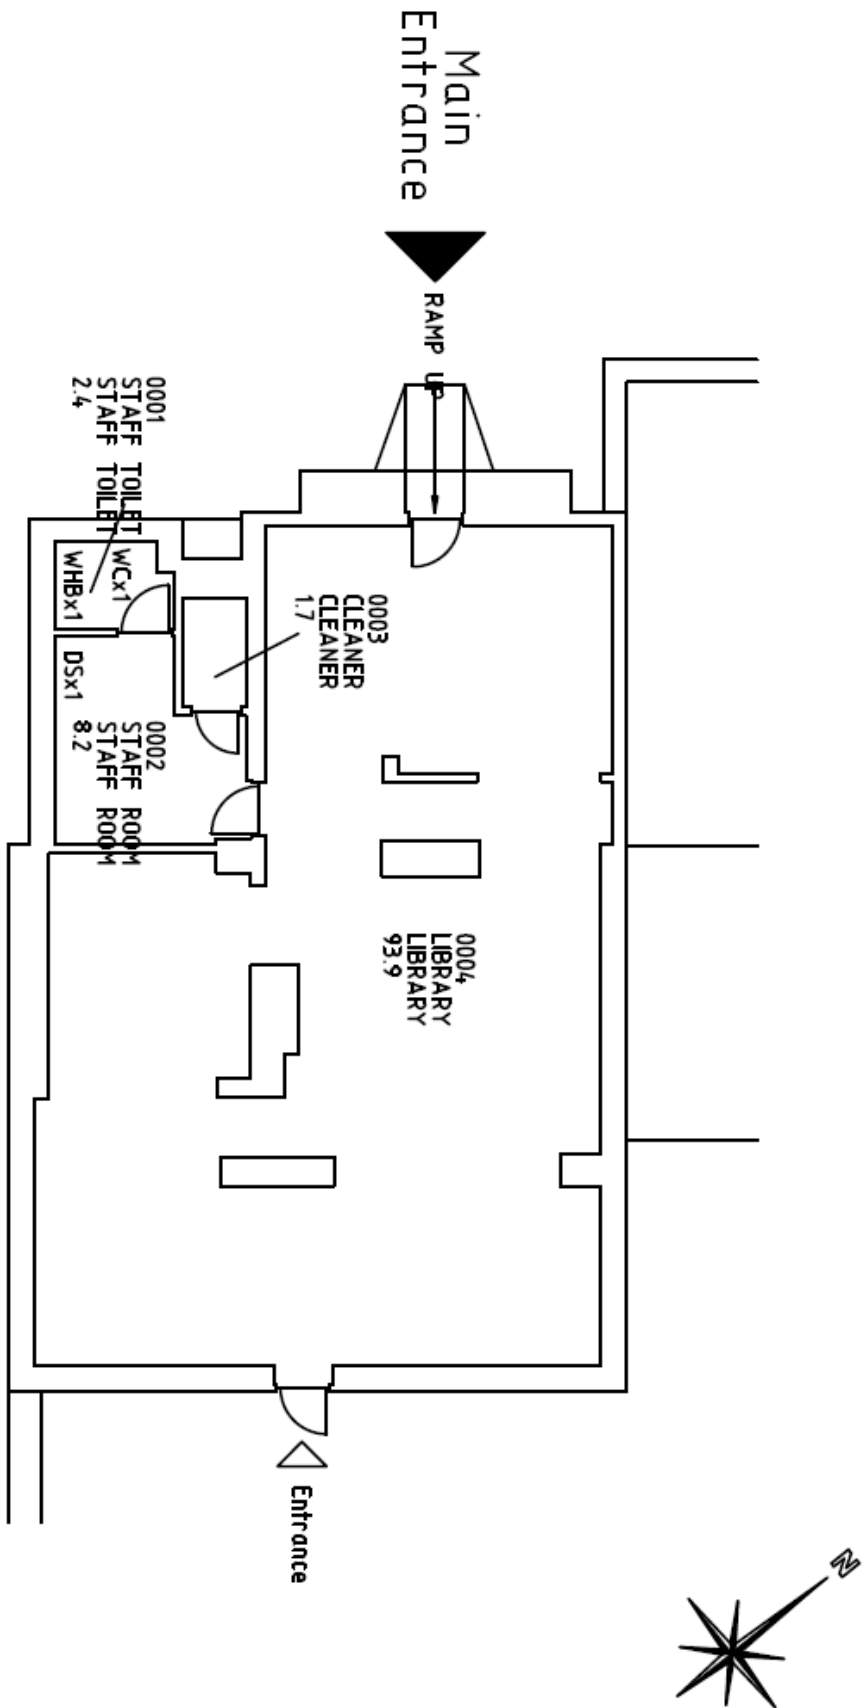 Main
Entrance
RAMP UP
0001
STAFF TOILET
STAFF TOILET
2.4
WCx1
WHBx1
0003
CLEANER
CLEANER
1.7
DSx1
0002
STAFF ROOM
STAFF ROOM
8.2
0004
LIBRARY
LIBRARY
93.9
Entrance
N